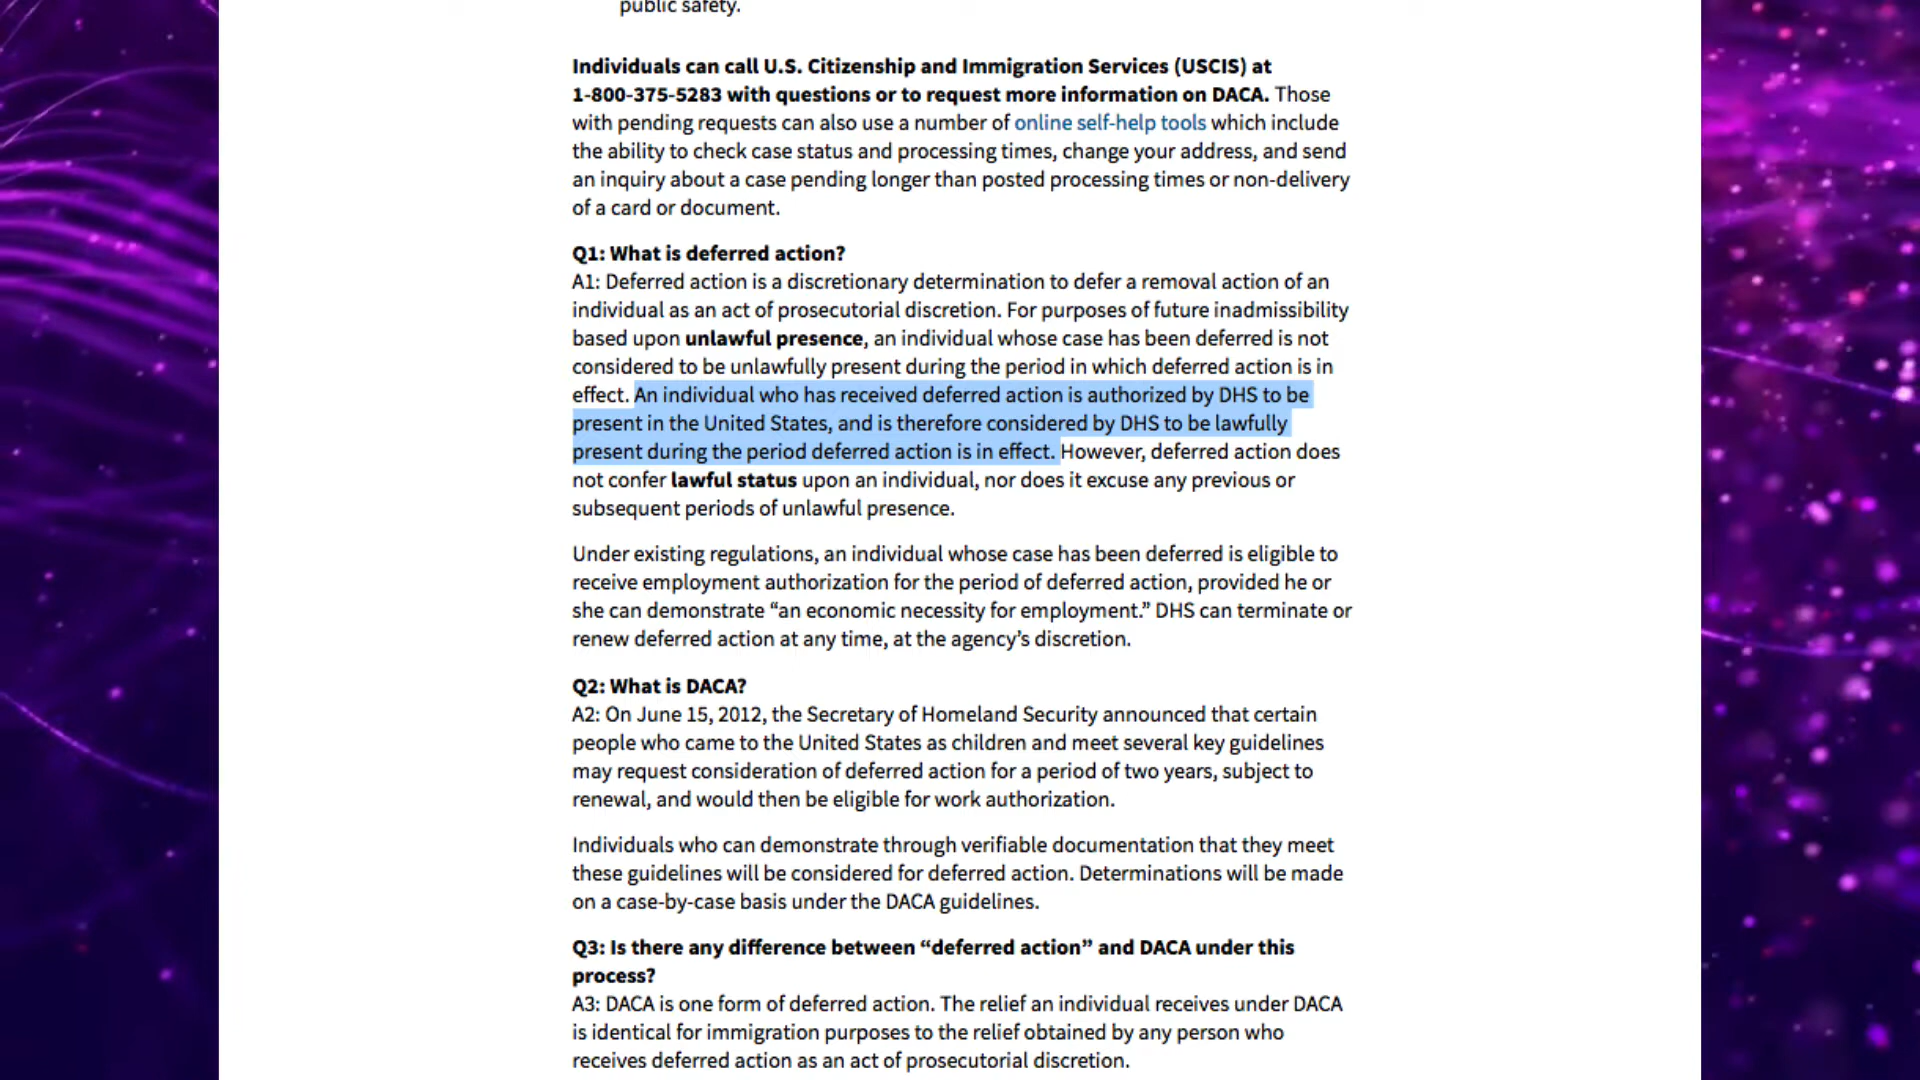 public safety.
Individuals can call U.S. Citizenship and Immigration Services (USCIS) at
1-800-375-5283 with questions or to request more information on DACA. Those
with pending requests can also use a number of online self-help tools which include
the ability to check case status and processing times, change your address, and send
an inquiry about a case pending longer than posted processing times or non-delivery
of a card or document.
Q1: What is deferred action?
A1: Deferred action is a discretionary determination to defer a removal action of an
individual as an act of prosecutorial discretion. For purposes of future inadmissibility
based upon unlawful presence, an individual whose case has been deferred is not
considered to be unlawfully present during the period in which deferred action is in
effect. An individual who has received deferred action is authorized by DHS to be
present in the United States, and is therefore considered by DHS to be lawfully
present during the period deferred action is in effect. However, deferred action does
not confer lawful status upon an individual, nor does it excuse any previous or
subsequent periods of unlawful presence.
Under existing regulations, an individual whose case has been deferred is eligible to
receive employment authorization for the period of deferred action, provided he or
she can demonstrate “an economic necessity for employment.” DHS can terminate or
renew deferred action at any time, at the agency’s discretion.
Q2: What is DACA?
A2: On June 15, 2012, the Secretary of Homeland Security announced that certain
people who came to the United States as children and meet several key guidelines
may request consideration of deferred action for a period of two years, subject to
renewal, and would then be eligible for work authorization.
Individuals who can demonstrate through verifiable documentation that they meet
these guidelines will be considered for deferred action. Determinations will be made
on a case-by-case basis under the DACA guidelines.
Q3: Is there any difference between “deferred action” and DACA under this
process?
A3: DACA is one form of deferred action. The relief an individual receives under DACA
is identical for immigration purposes to the relief obtained by any person who
receives deferred action as an act of prosecutorial discretion.